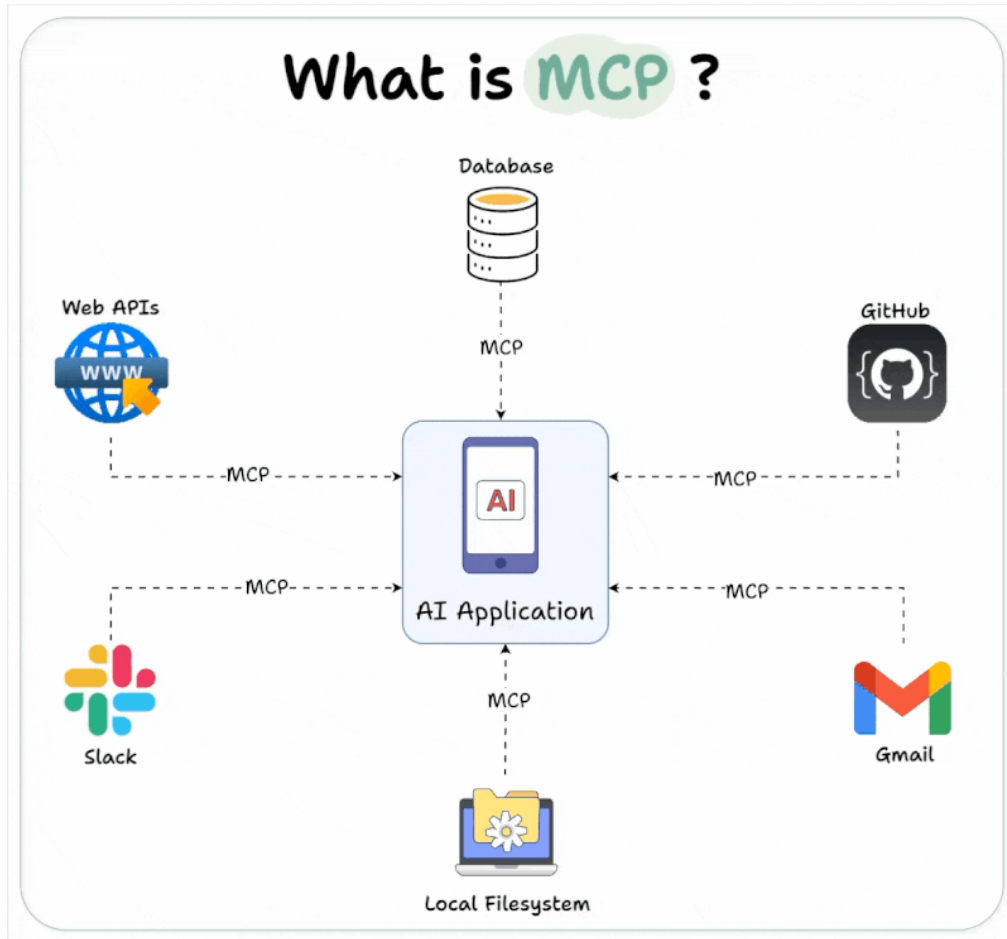 What is MCP ?
Database
Web APIs
GitHub
WWW
MCP
MCP
MCP
AI
MCP
MCP
AI Application
MCP
Slack
Gmail
Local Filesystem